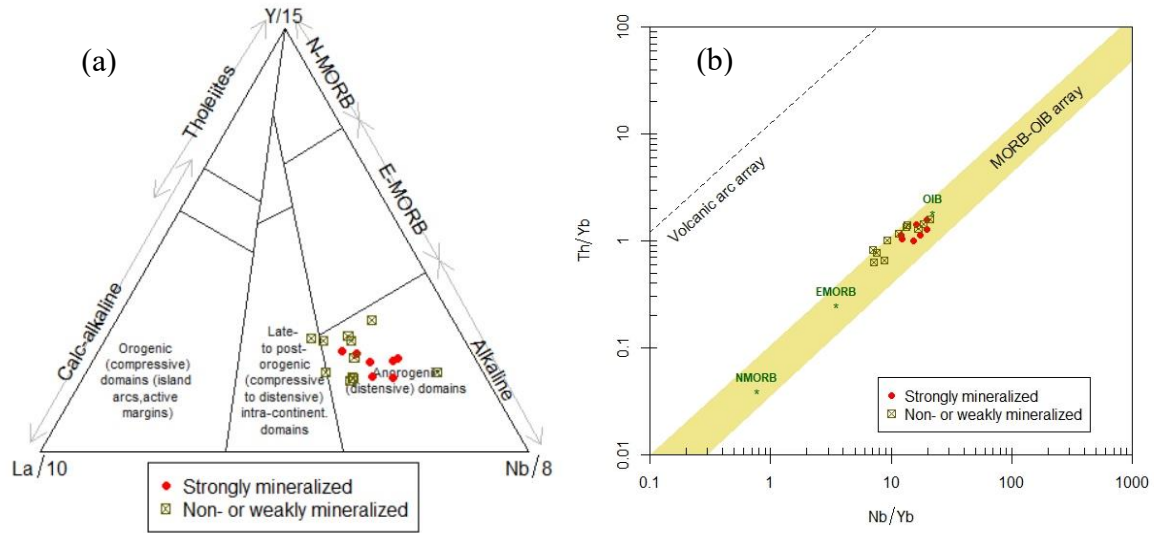 (a)
Y/15
Tholeiites
N-MORB
E-MORB
Calc-alkaline
Alkaline
Orogenic
(compressive)
domains (island
arcs,active
margins)
Late-
to post-
orogenic
(compressive
to distensive)
intra-continent.
domains
Anorogenic
(distensive) domains
La/10
Nb/8
Strongly mineralized
Non- or weakly mineralized
(b)
100
10
1
0.1
0.01
Th/Yb
Volcanic arc array
MORB-OIB array
OIB
EMORB
NMORB
Strongly mineralized
Non- or weakly mineralized
0.1
1
10
100
1000
Nb/Yb